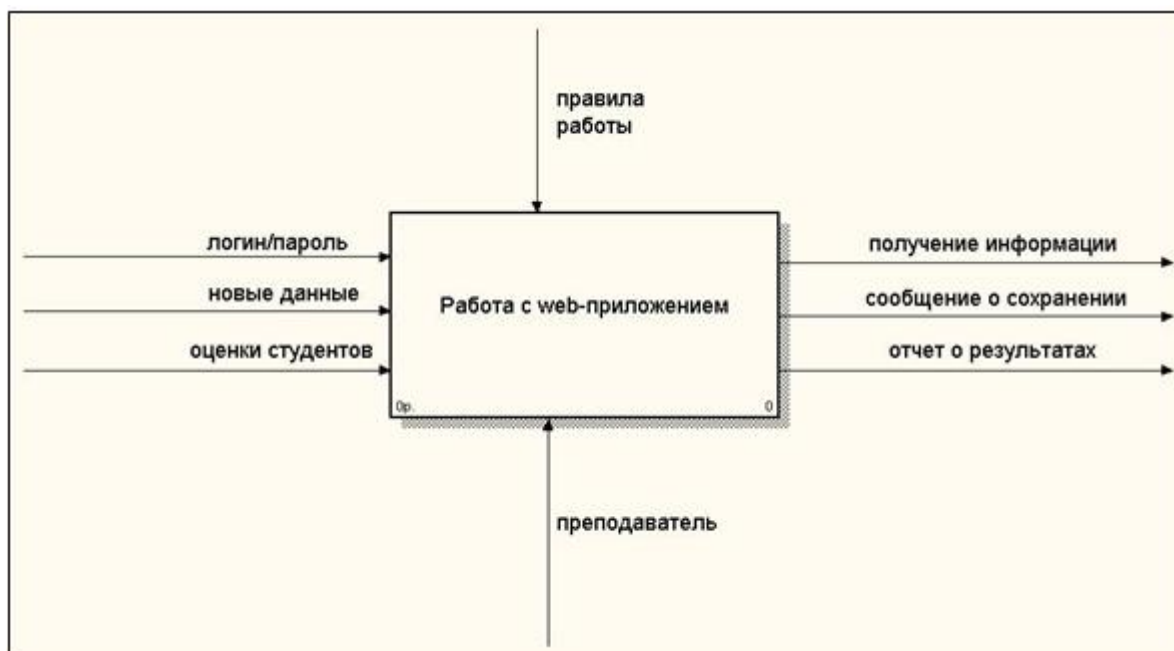 правила
работы
логин/пароль
получение информации
новые данные
Работа с web-приложением
сообщение о сохранении
оценки студентов
отчет о результатах
0р.
0
преподаватель